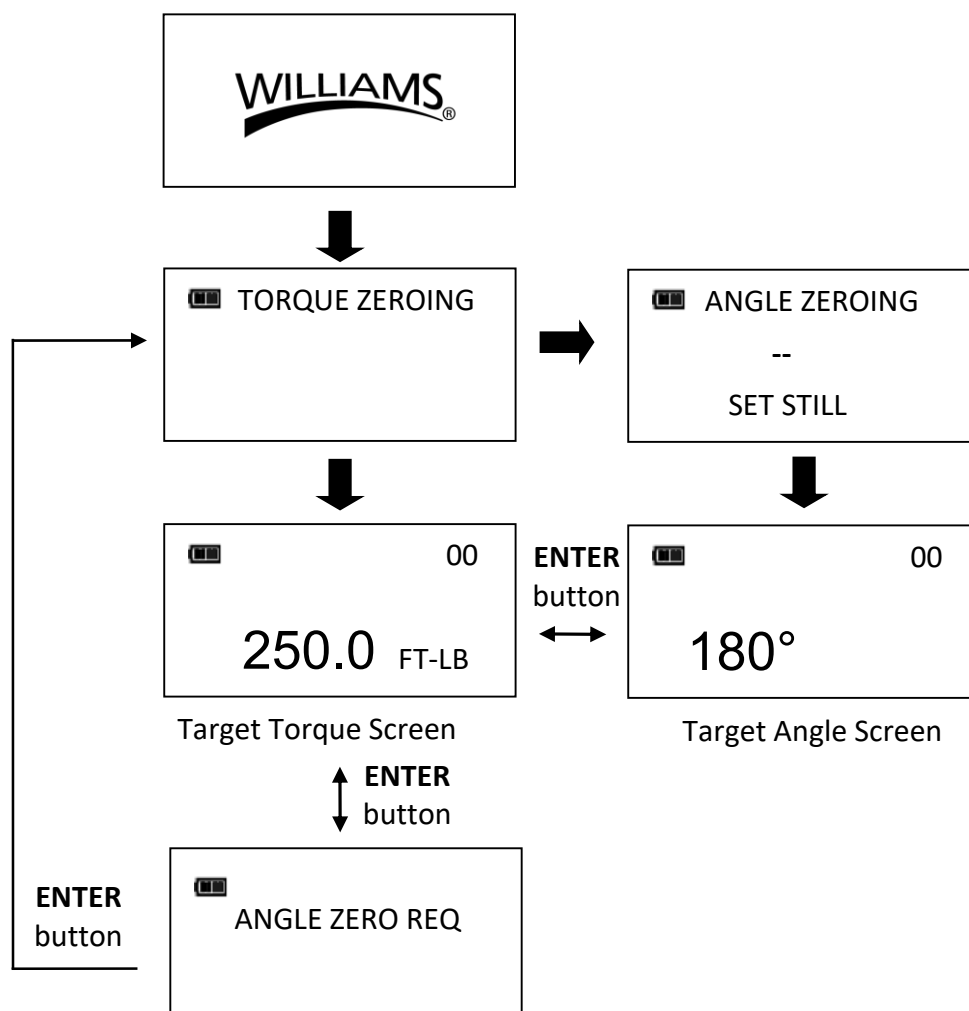 WILLIAMS®
TORQUE ZEROING
ANGLE ZEROING
--
SET STILL
00
250.0 FT-LB
ENTER
button
00
180°
Target Torque Screen
Target Angle Screen
ENTER
button
ANGLE ZERO REQ
ENTER
button